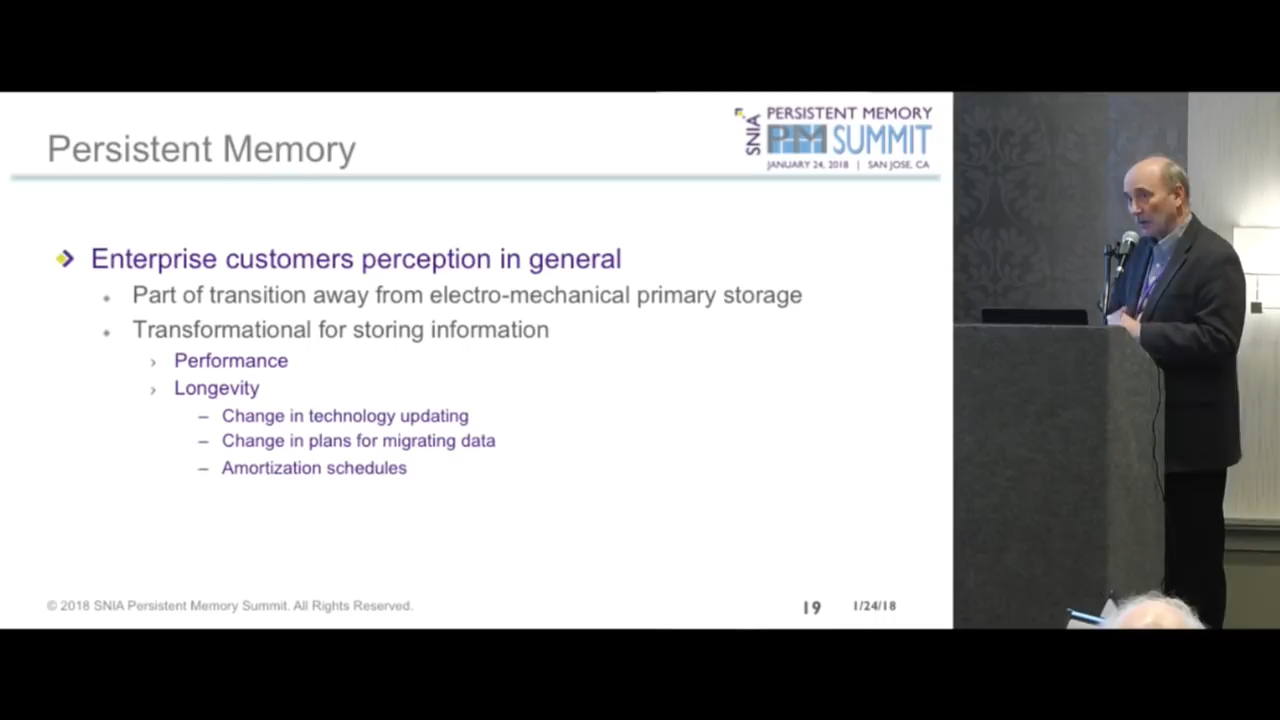 Persistent Memory
SNIA
PERSISTENT MEMORY
PM SUMMIT
JANUARY 24, 2018 | SAN JOSE, CA
Enterprise customers perception in general
Part of transition away from electro-mechanical primary storage
Transformational for storing information
Performance
Longevity
Change in technology updating
Change in plans for migrating data
Amortization schedules
© 2018 SNIA Persistent Memory Summit. All Rights Reserved.
19
1/24/18